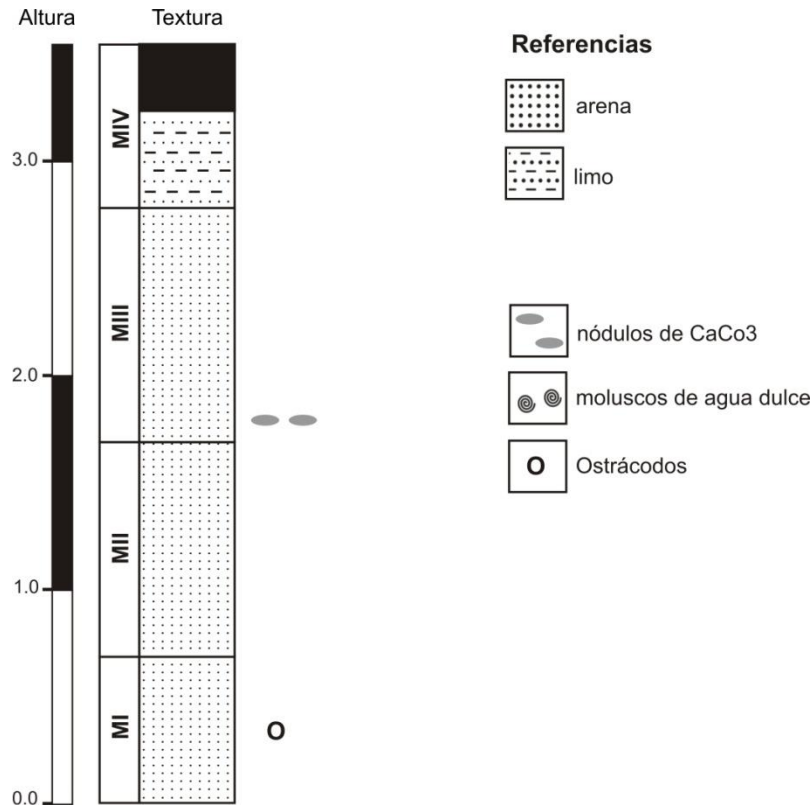 Altura
Textura
3.0
2.0
1.0
0.0
MIV
MIII
MII
MI
O
Referencias
arena
limo
nódulos de CaCo3
moluscos de agua dulce
O
Ostrácodos